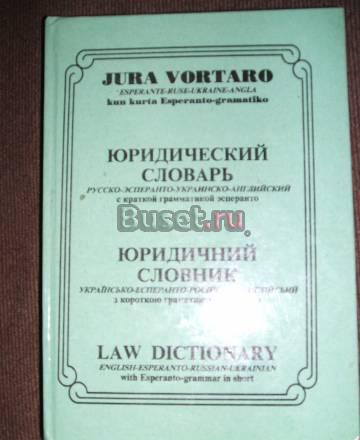 JURA VORTARO
ESPERANTE-RUSE-UKRAINE-ANGLA
kun kurta Esperanto-gramatiko
ЮРИДИЧЕСКИЙ
СЛОВАРЬ
РУССКО-ЭСПЕРАНТО-УКРАИНСКО-АНГЛИЙСКИЙ
с краткой грамматикой эсперанто
Buset.ru
ЮРИДИЧНИЙ
СЛОВНИК
УКРАЇНСЬКО-ЕСПЕРАНТО-
з короткою
LAW DICTIONARY
ENGLISH-ESPERANTO-RUSSIAN-UKRAINIAN
with Esperanto-grammar in short